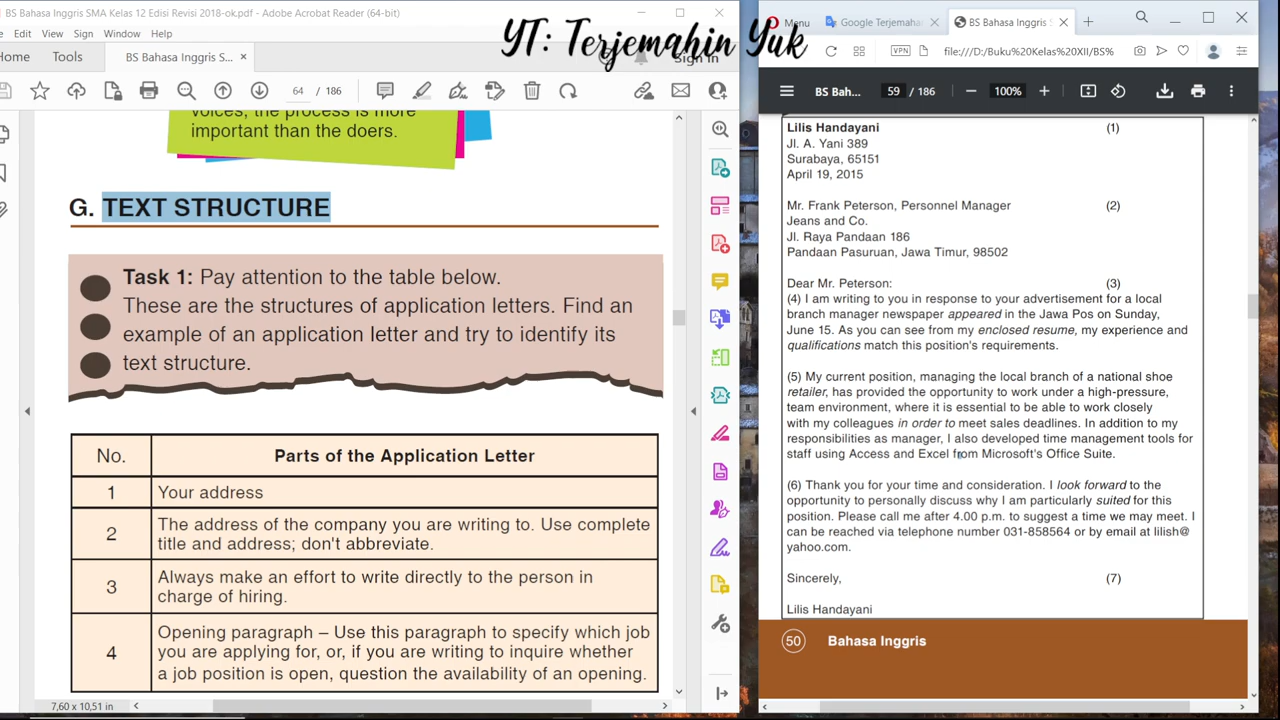 BS Bahasa Inggris SMA Kelas 12 Edisi Revisi 2018-ok.pdf - Adobe Acrobat Reader (64-bit)
YT: Terjemahin Yuk
Edit View Sign Window Help
Tools
BS Bahasa Inggris S...
Sign In
64 / 186
voices, the process is more
important than the doers.
G. TEXT STRUCTURE
Task 1: Pay attention to the table below.
These are the structures of application letters. Find an
example of an application letter and try to identify its
text structure.
No. Parts of the Application Letter
1 Your address
2 The address of the company you are writing to. Use complete
title and address; don't abbreviate.
3 Always make an effort to write directly to the person in
charge of hiring.
4 Opening paragraph – Use this paragraph to specify which job
you are applying for, or, if you are writing to inquire whether
a job position is open, question the availability of an opening.
7,60 x 10,51 in
Menu
Google Terjemaha
BS Bahasa Inggris S
VPN
file:///D:/Buku%20Kelas%20XII/BS%
BS Bah...
59 / 186
100%
Lilis Handayani (1)
Jl. A. Yani 389
Surabaya, 65151
April 19, 2015
Mr. Frank Peterson, Personnel Manager (2)
Jeans and Co.
Jl. Raya Pandaan 186
Pandaan Pasuruan, Jawa Timur, 98502
Dear Mr. Peterson: (3)
(4) I am writing to you in response to your advertisement for a local
branch manager newspaper appeared in the Jawa Pos on Sunday,
June 15. As you can see from my enclosed resume, my experience and
qualifications match this position's requirements.
(5) My current position, managing the local branch of a national shoe
retailer, has provided the opportunity to work under a high-pressure,
team environment, where it is essential to be able to work closely
with my colleagues in order to meet sales deadlines. In addition to my
responsibilities as manager, I also developed time management tools for
staff using Access and Excel from Microsoft's Office Suite.
(6) Thank you for your time and consideration. I look forward to the
opportunity to personally discuss why I am particularly suited for this
position. Please call me after 4.00 p.m. to suggest a time we may meet. I
can be reached via telephone number 031-858564 or by email at lilish@
yahoo.com.
Sincerely, (7)
Lilis Handayani
50 Bahasa Inggris